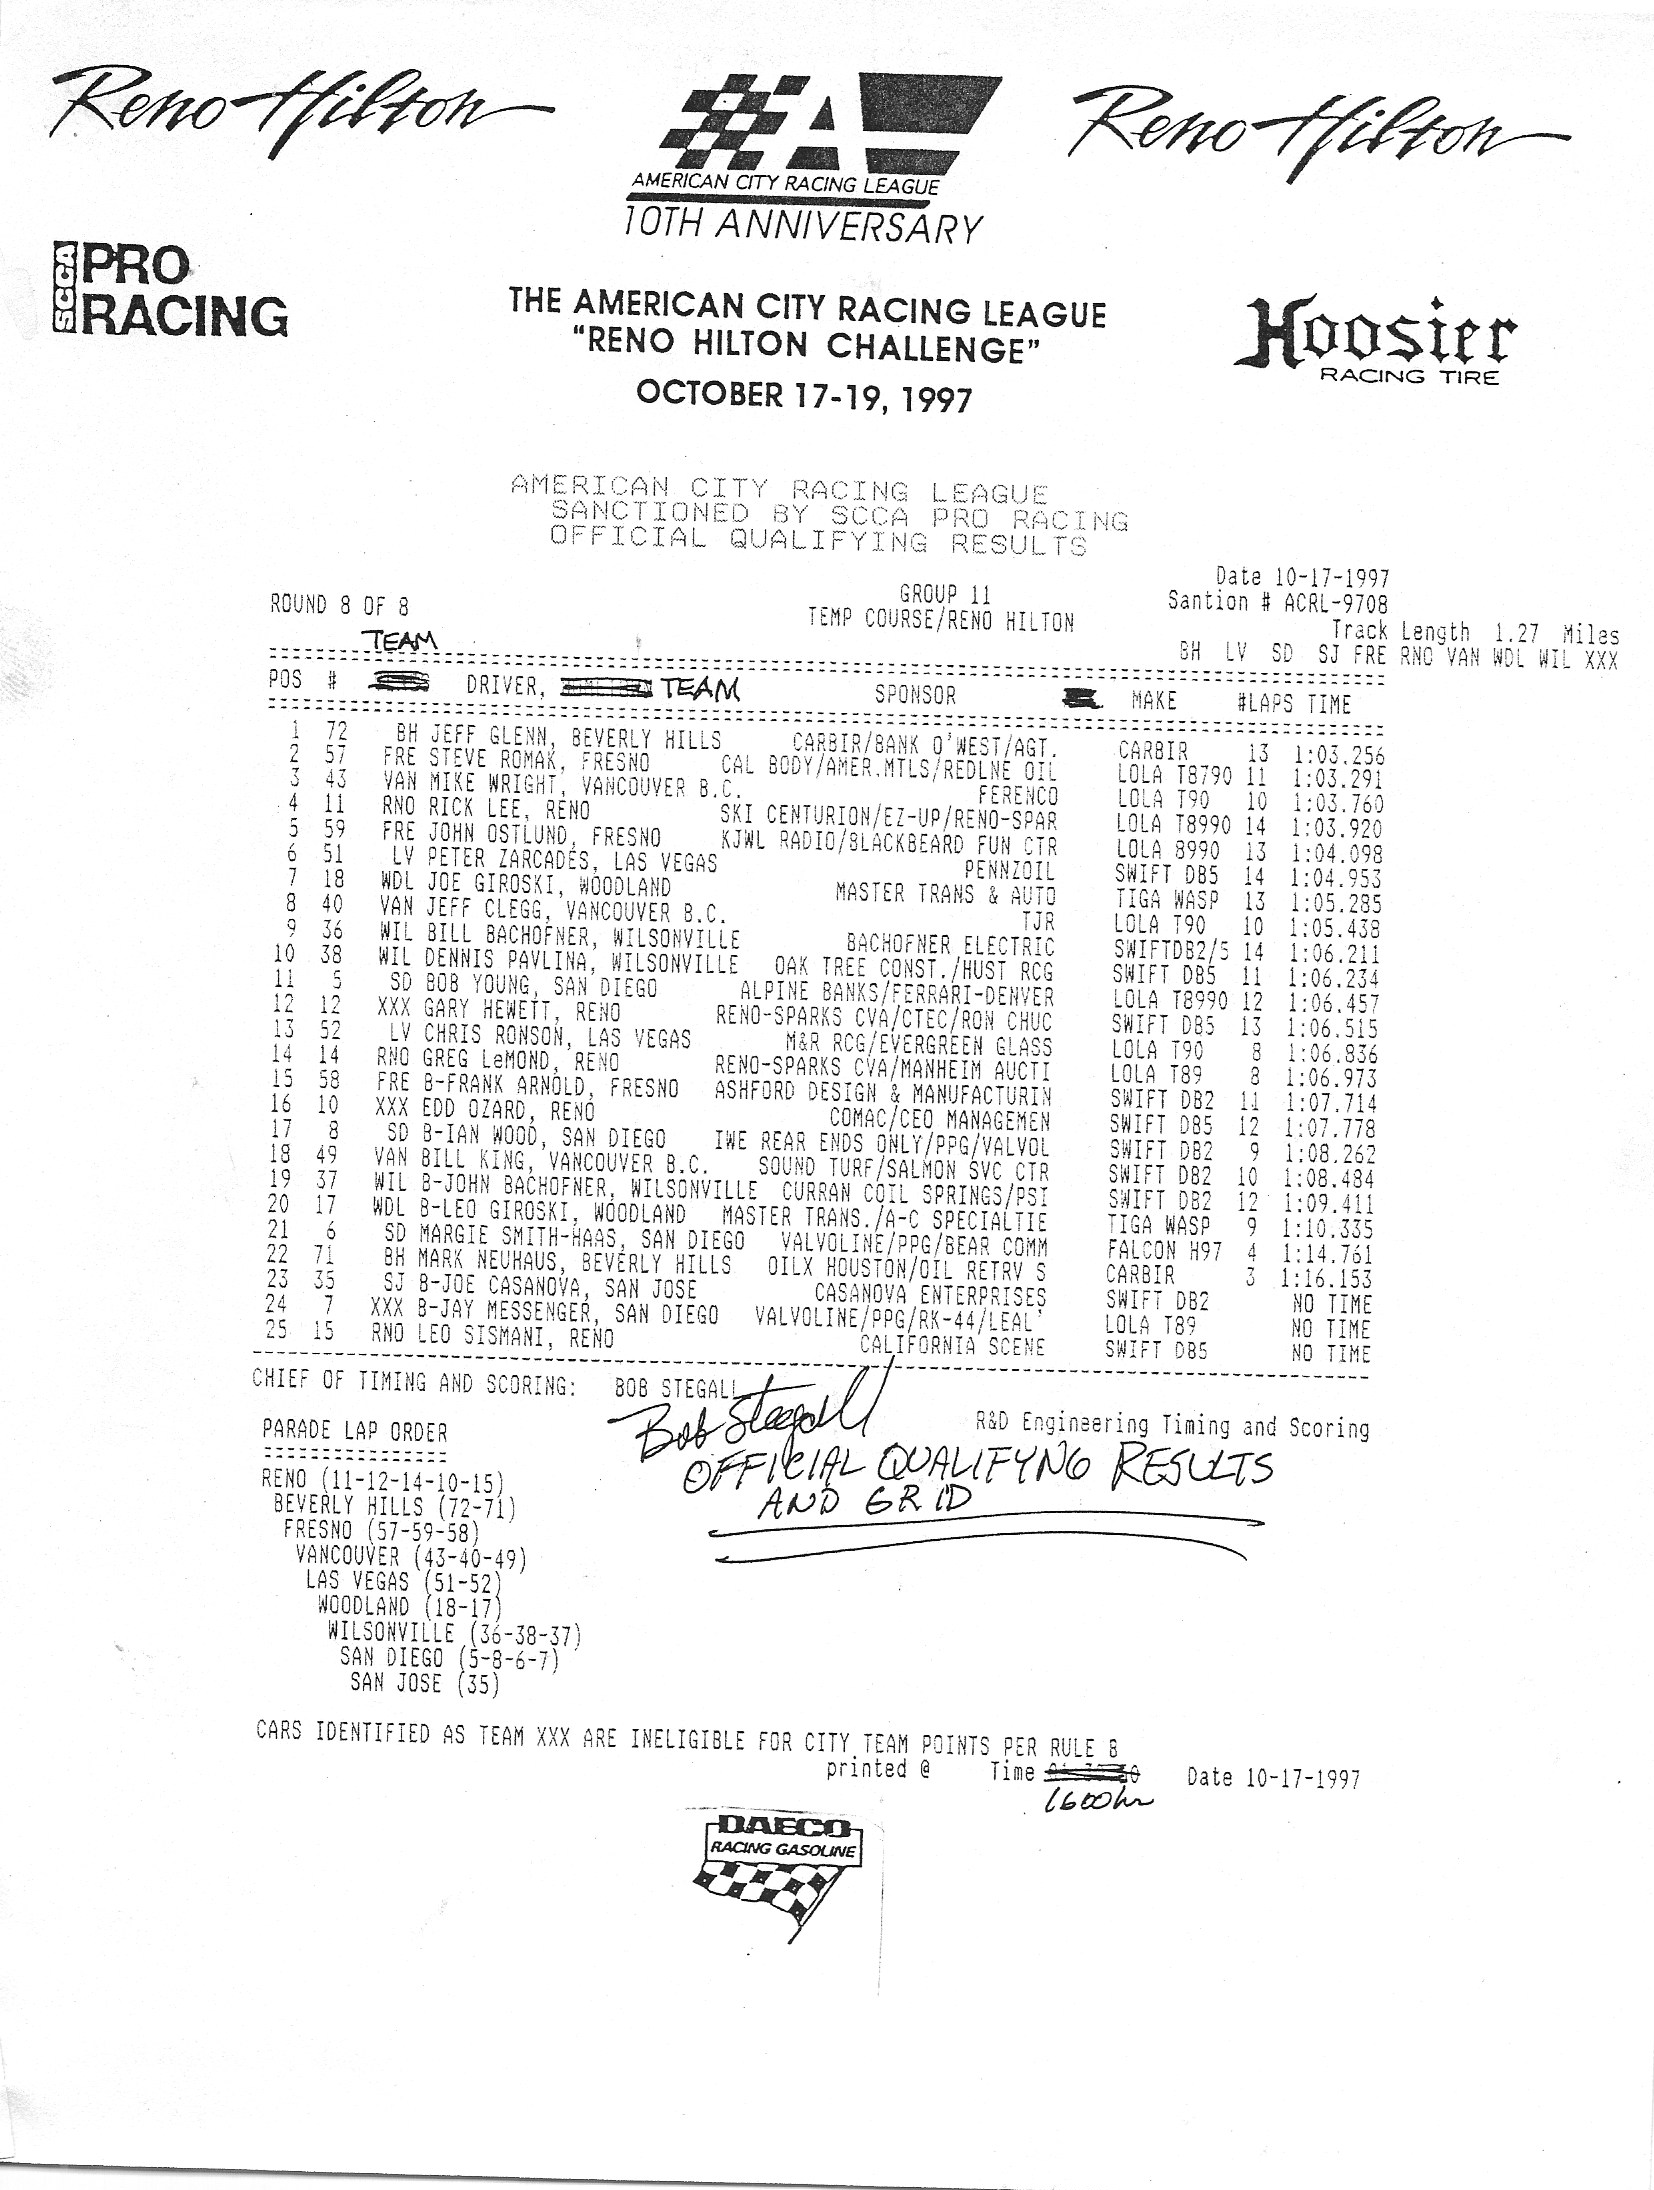 Reno Hilton
Reno Hilton
AMERICAN CITY RACING LEAGUE
10TH ANNIVERSARY
SCCA PRO RACING
THE AMERICAN CITY RACING LEAGUE
"RENO HILTON CHALLENGE"
OCTOBER 17-19, 1997
Hoosier
RACING TIRE
AMERICAN CITY RACING LEAGUE
SANCTIONED BY SCCA PRO RACING
OFFICIAL QUALIFYING RESULTS
Date 10-17-1997
ROUND 8 OF 8 GROUP 11 Santion # ACRL-9708
TEMP COURSE/RENO HILTON
Track Length 1.27 Miles
TEAM BH LV SD SJ FRE RNO VAN WDL WIL XXX
POS # DRIVER, TEAM SPONSOR MAKE #LAPS TIME
1 72 BH JEFF GLENN, BEVERLY HILLS CARBIR/BANK O'WEST/AGT. CARBIR 13 1:03.256
2 57 FRE STEVE ROMAK, FRESNO CAL BODY/AMER.MTLS/REDLNE OIL LOLA T8790 11 1:03.291
3 43 VAN MIKE WRIGHT, VANCOUVER B.C. FERENCO LOLA T90 10 1:03.760
4 11 RNO RICK LEE, RENO SKI CENTURION/EZ-UP/RENO-SPAR LOLA T8990 14 1:03.920
5 59 FRE JOHN OSTLUND, FRESNO KJWL RADIO/BLACKBEARD FUN CTR LOLA 8990 13 1:04.098
6 51 LV PETER ZARCADES, LAS VEGAS PENNZOIL SWIFT DB5 14 1:04.953
7 18 WDL JOE GIROSKI, WOODLAND MASTER TRANS & AUTO TIGA WASP 13 1:05.285
8 40 VAN JEFF CLEGG, VANCOUVER B.C. TJR LOLA T90 10 1:05.438
9 36 WIL BILL BACHOFNER, WILSONVILLE BACHOFNER ELECTRIC SWIFTDB2/5 14 1:06.211
10 38 WIL DENNIS PAVLINA, WILSONVILLE OAK TREE CONST./HUST RCG SWIFT DB5 11 1:06.234
11 5 SD BOB YOUNG, SAN DIEGO ALPINE BANKS/FERRARI-DENVER LOLA T8990 12 1:06.457
12 12 XXX GARY HEWETT, RENO RENO-SPARKS CVA/CTEC/RON CHUC SWIFT DB5 13 1:06.515
13 52 LV CHRIS RONSON, LAS VEGAS M&R RCG/EVERGREEN GLASS LOLA T90 8 1:06.836
14 14 RNO GREG LeMOND, RENO RENO-SPARKS CVA/MANHEIM AUCTI LOLA T89 8 1:06.973
15 58 FRE B-FRANK ARNOLD, FRESNO ASHFORD DESIGN & MANUFACTURIN SWIFT DB2 11 1:07.714
16 10 XXX EDD OZARD, RENO COMAC/CEO MANAGEMEN SWIFT DB5 12 1:07.778
17 8 SD B-IAN WOOD, SAN DIEGO IWE REAR ENDS ONLY/PPG/VALVOL SWIFT DB2 9 1:08.262
18 49 VAN BILL KING, VANCOUVER B.C. SOUND TURF/SALMON SVC CTR SWIFT DB2 10 1:08.484
19 37 WIL B-JOHN BACHOFNER, WILSONVILLE CURRAN COIL SPRINGS/PSI SWIFT DB2 12 1:09.411
20 17 WDL B-LEO GIROSKI, WOODLAND MASTER TRANS./A-C SPECIALTIE TIGA WASP 9 1:10.335
21 6 SD MARGIE SMITH-HAAS, SAN DIEGO VALVOLINE/PPG/BEAR COMM FALCON H97 4 1:14.761
22 71 BH MARK NEUHAUS, BEVERLY HILLS OILX HOUSTON/OIL RETRV S CARBIR 3 1:16.153
23 35 SJ B-JOE CASANOVA, SAN JOSE CASANOVA ENTERPRISES SWIFT DB2 NO TIME
24 7 XXX B-JAY MESSENGER, SAN DIEGO VALVOLINE/PPG/RK-44/LEAL' LOLA T89 NO TIME
25 15 RNO LEO SISMANI, RENO CALIFORNIA SCENE SWIFT DB5 NO TIME
CHIEF OF TIMING AND SCORING: BOB STEGALL
Bob Stegall
R&D Engineering Timing and Scoring
OFFICIAL QUALIFYNG RESULTS
AND GRID
PARADE LAP ORDER
RENO (11-12-14-10-15)
BEVERLY HILLS (72-71)
FRESNO (57-59-58)
VANCOUVER (43-40-49)
LAS VEGAS (51-52)
WOODLAND (18-17)
WILSONVILLE (36-38-37)
SAN DIEGO (5-8-6-7)
SAN JOSE (35)
CARS IDENTIFIED AS TEAM XXX ARE INELIGIBLE FOR CITY TEAM POINTS PER RULE 8
printed @ Time Date 10-17-1997
1600hr
DAECO
RACING GASOLINE